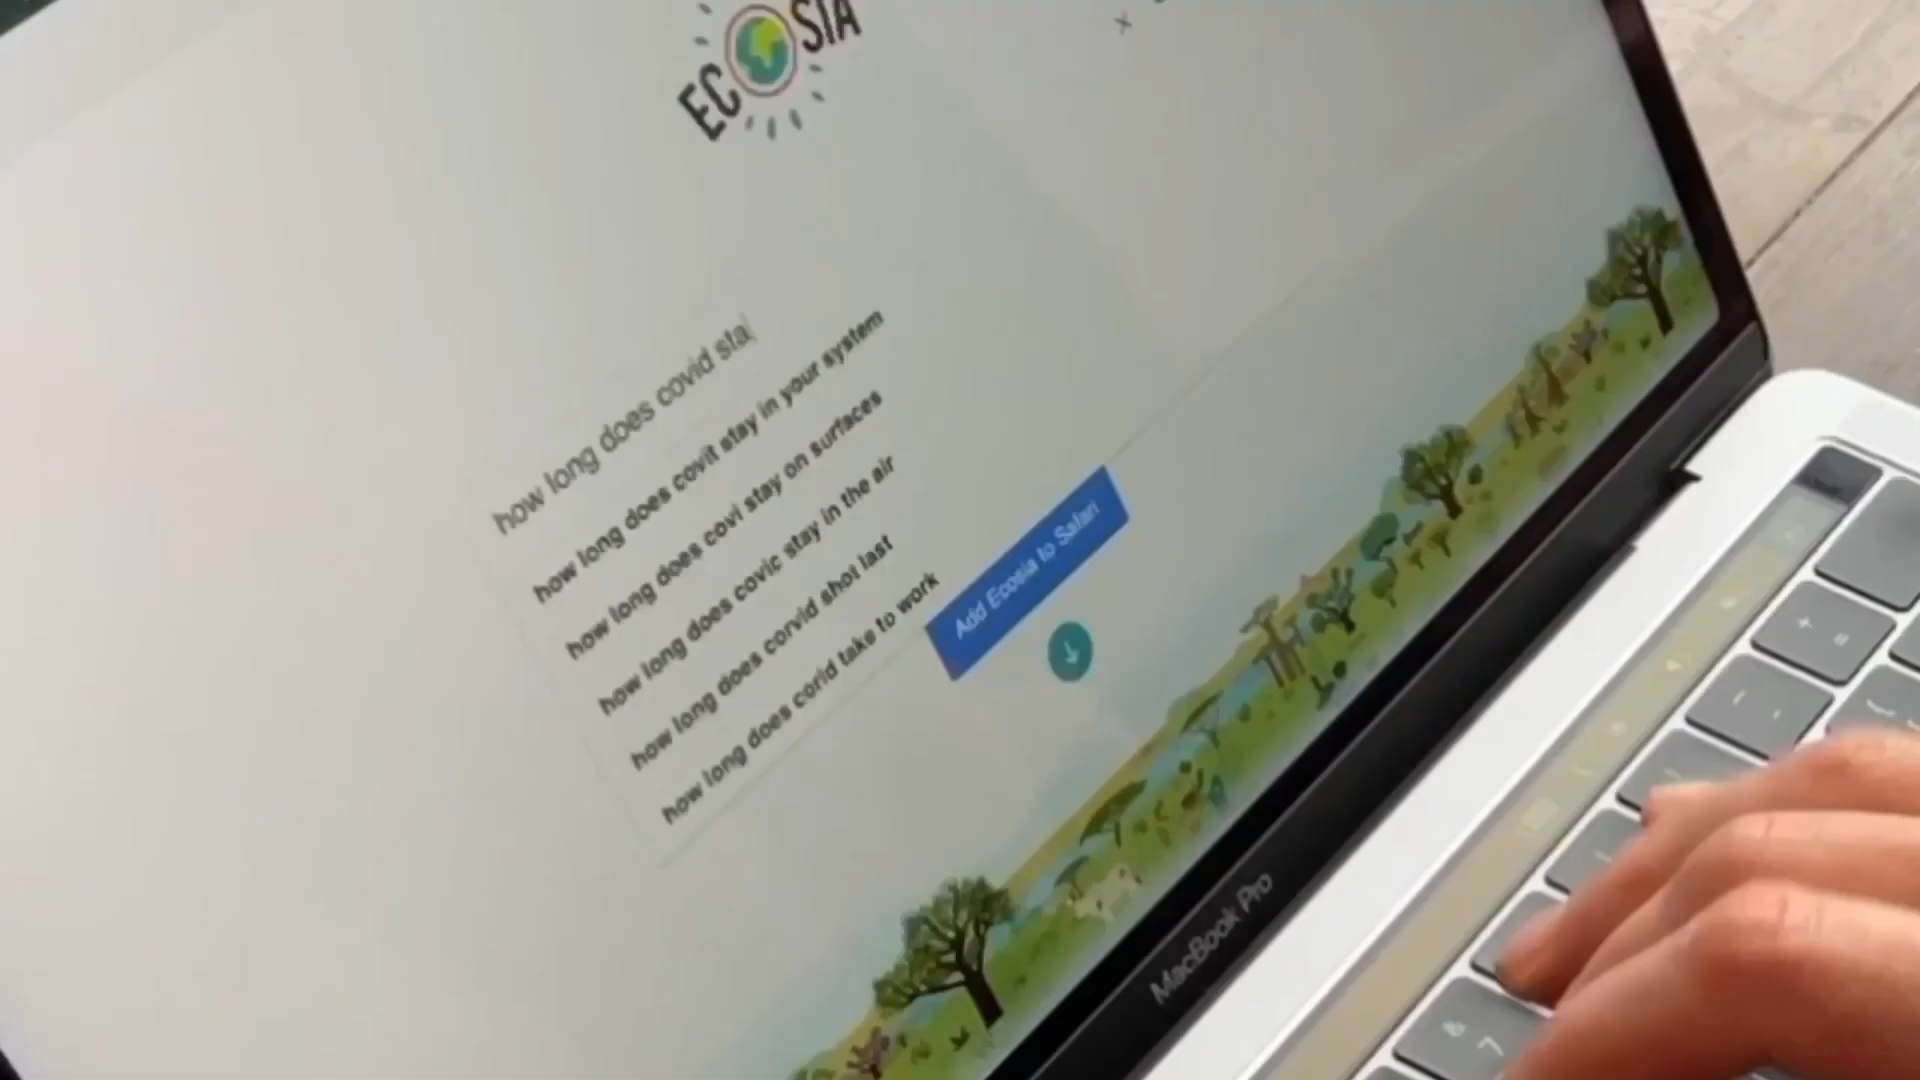 ECOSIA
how long does covid sta
how long does covit stay in your system
how long does covi stay on surfaces
how long does covic stay in the air
how long does corvid shot last
how long does corid take to work
Add Ecosia to Safari
MacBook Pro
&
7